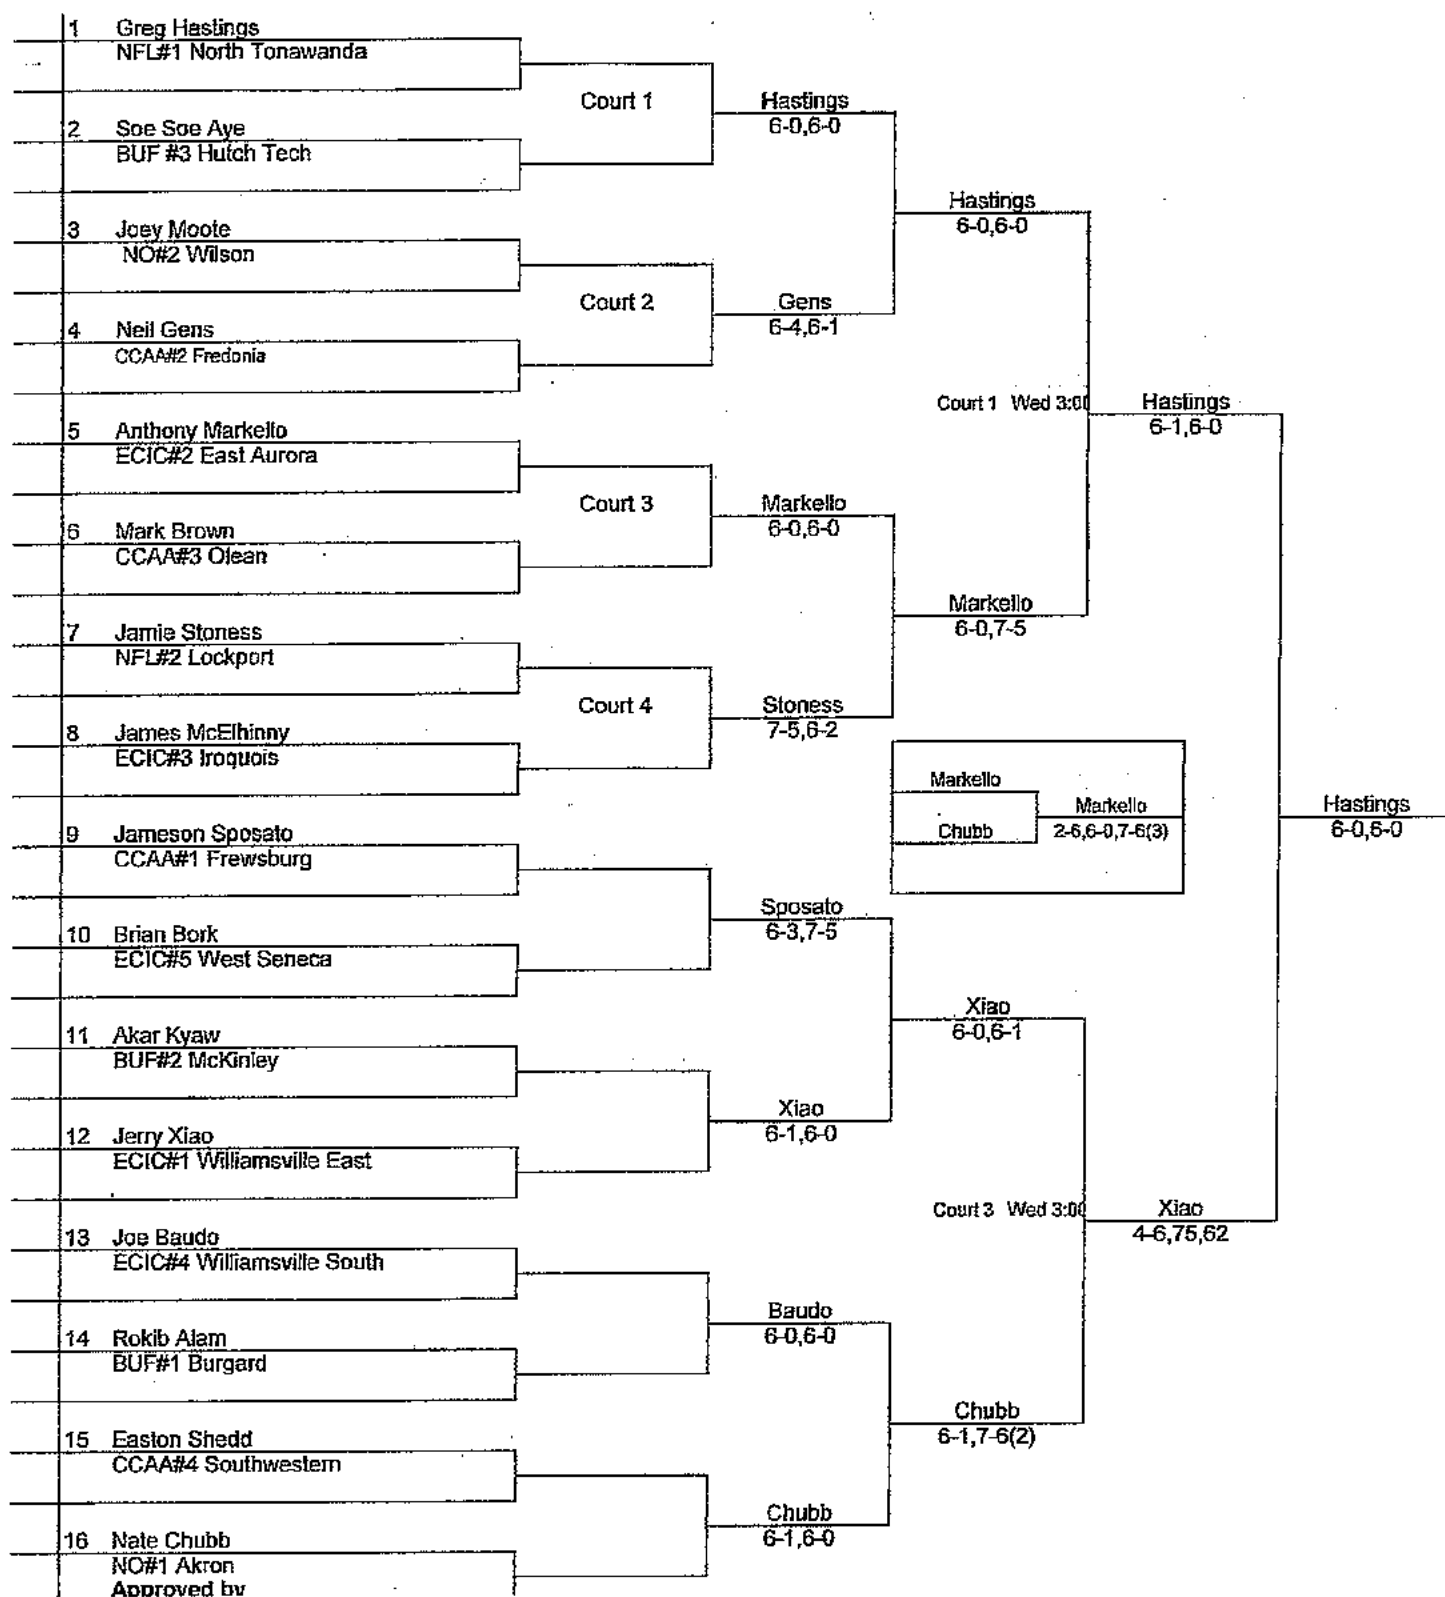 1 Greg Hastings
NFL#1 North Tonawanda
Court 1
Hastings
6-0,6-0
2 Soe Soe Aye
BUF #3 Hutch Tech
Hastings
6-0,6-0
3 Joey Moote
NO#2 Wilson
Court 2
Gens
6-4,6-1
4 Neil Gens
CCAA#2 Fredonia
Court 1 Wed 3:00
Hastings
6-1,6-0
5 Anthony Markello
ECIC#2 East Aurora
Court 3
Markello
6-0,6-0
6 Mark Brown
CCAA#3 Olean
Markello
6-0,7-5
7 Jamie Stoness
NFL#2 Lockport
Court 4
Stoness
7-5,6-2
8 James McElhinny
ECIC#3 Iroquois
Markello
Chubb
Markello
2-6,6-0,7-6(3)
Hastings
6-0,6-0
9 Jameson Sposato
CCAA#1 Frewsburg
Sposato
6-3,7-5
10 Brian Bork
ECIC#5 West Seneca
Xiao
6-0,6-1
11 Akar Kyaw
BUF#2 McKinley
Xiao
6-1,6-0
12 Jerry Xiao
ECIC#1 Williamsville East
Court 3 Wed 3:00
Xiao
4-6,75,62
13 Joe Baudo
ECIC#4 Williamsville South
Baudo
6-0,6-0
14 Rokib Alam
BUF#1 Burgard
Chubb
6-1,7-6(2)
15 Easton Shedd
CCAA#4 Southwestern
Chubb
6-1,6-0
16 Nate Chubb
NO#1 Akron
Approved by